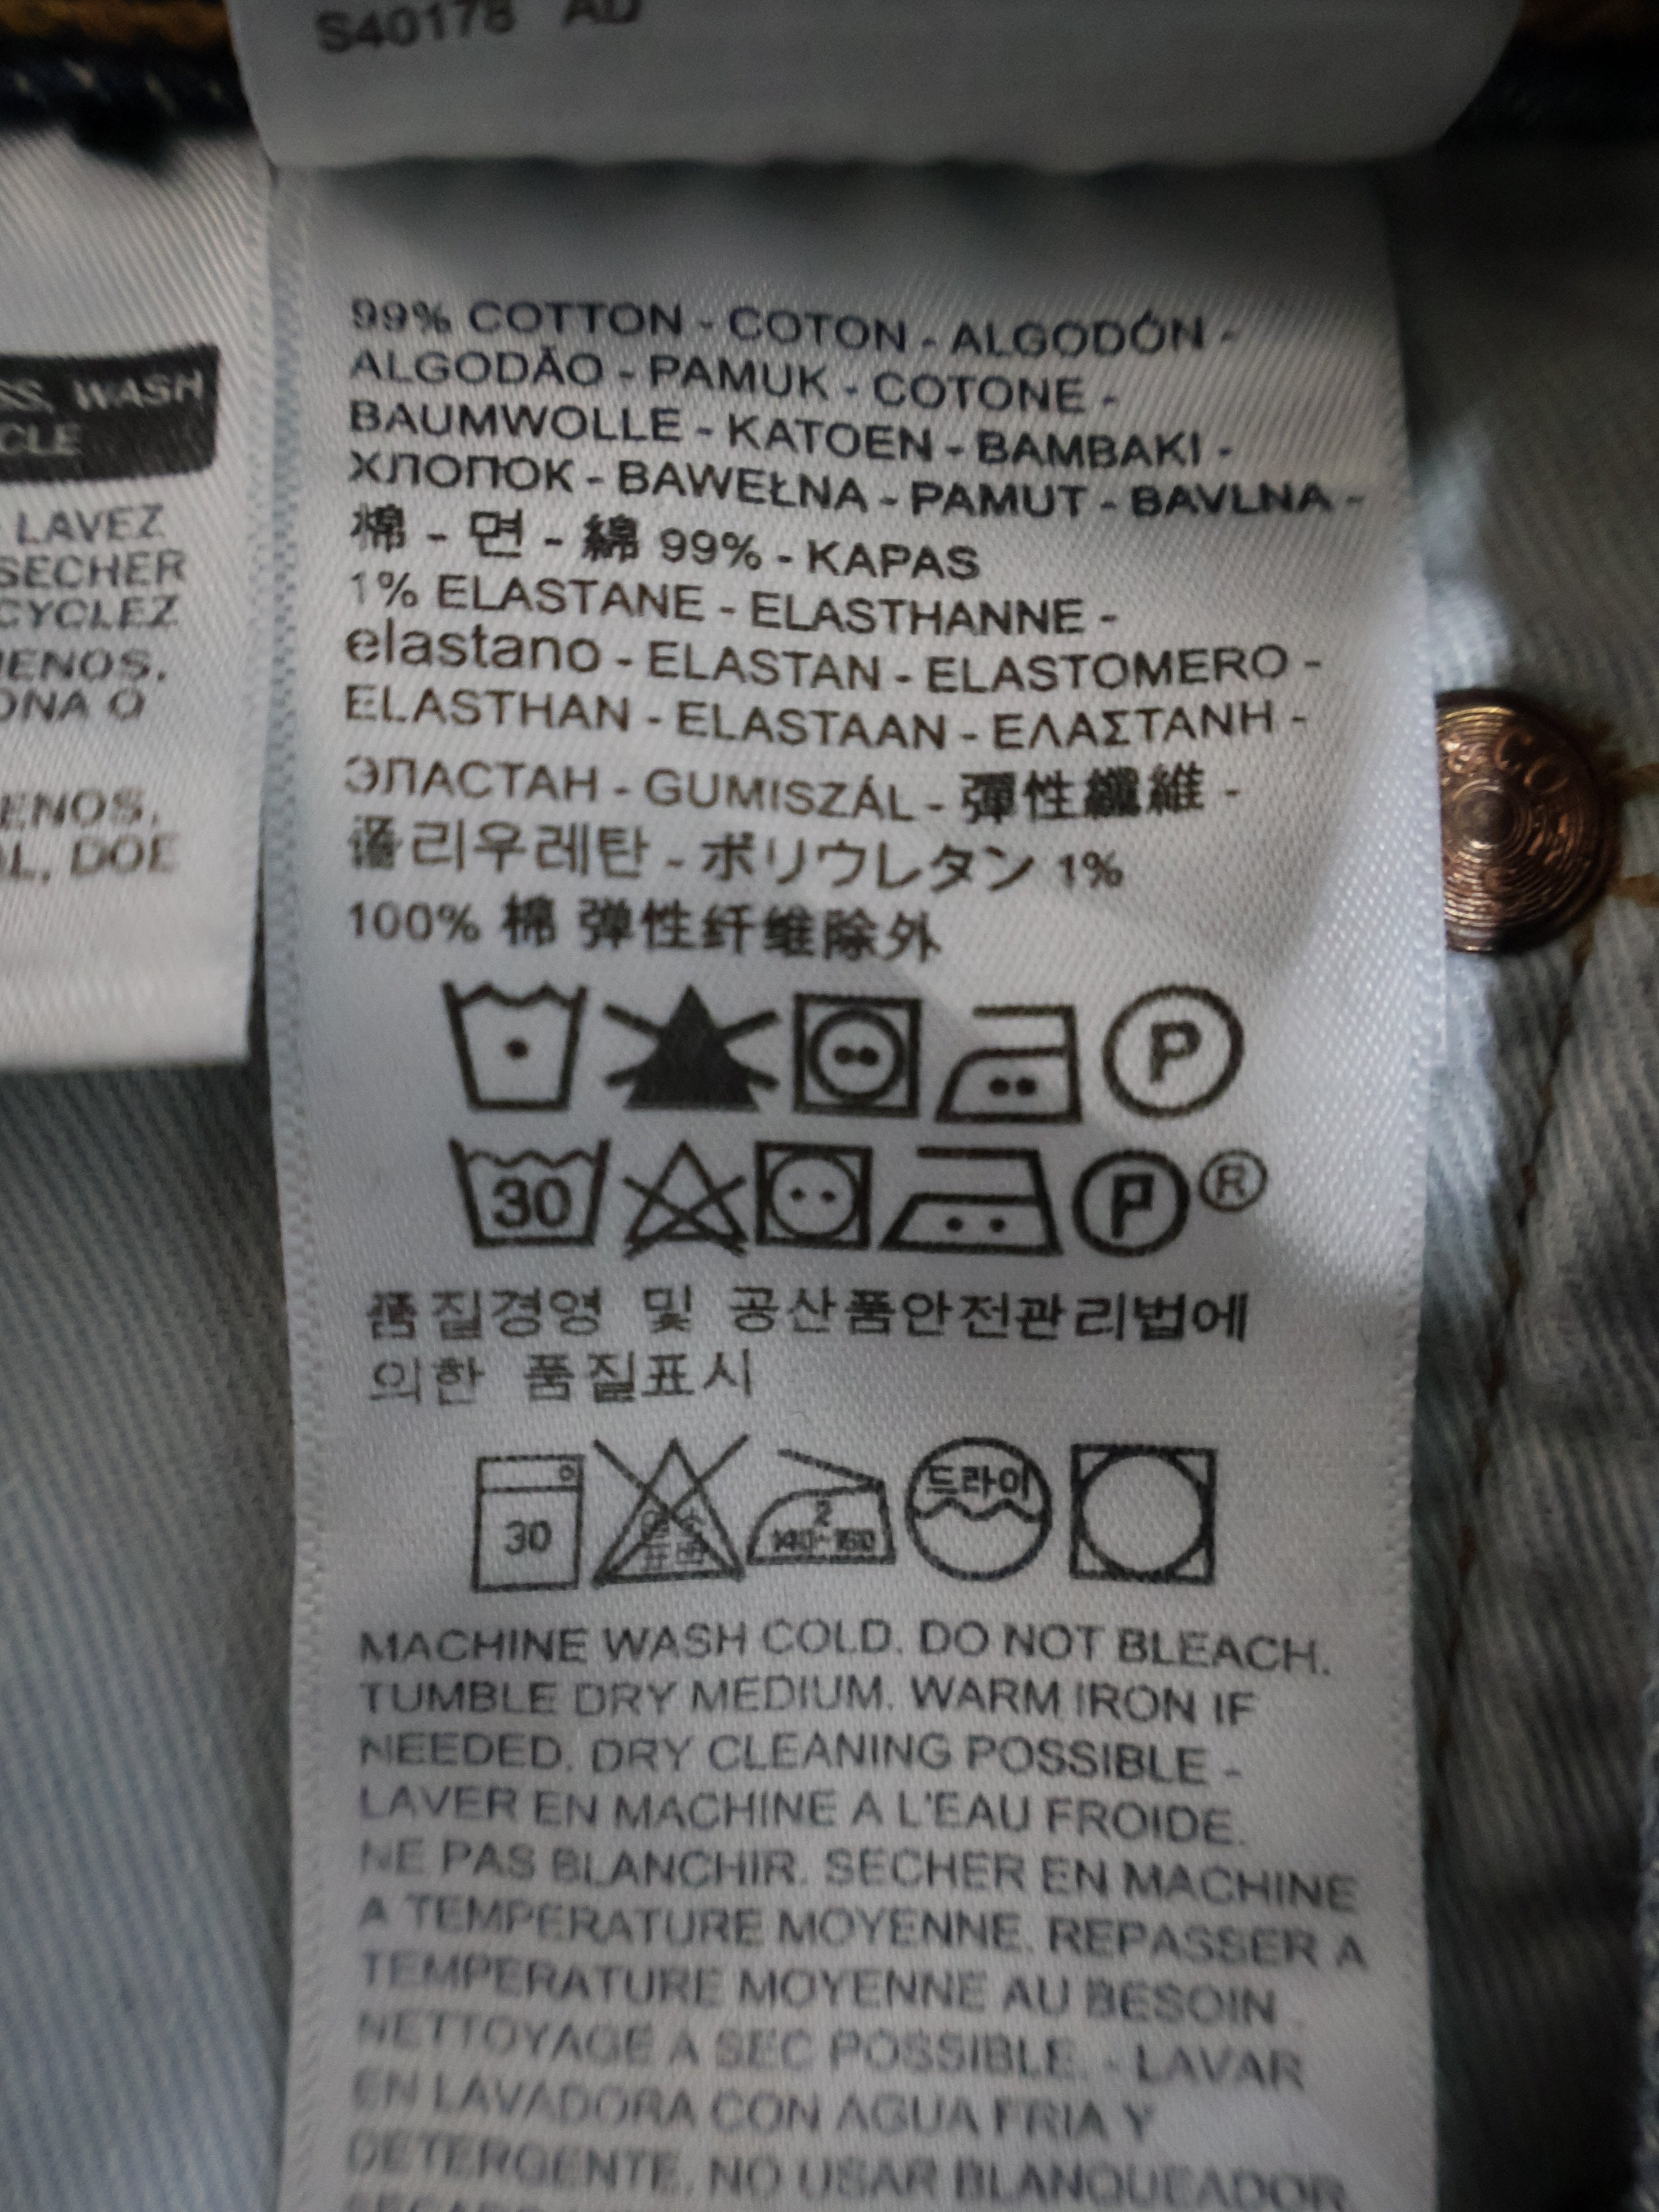 S40178 AD
99% COTTON - COTON - ALGODÓN -
ALGODÃO - PAMUK - COTONE -
BAUMWOLLE - KATOEN - BAMBAKI -
ХЛОПОК - BAWEŁNA - PAMUT - BAVLNA -
棉 - 면 - 綿 99% - KAPAS
1% ELASTANE - ELASTHANNE -
elastano - ELASTAN - ELASTOMERO -
ELASTHAN - ELASTAAN - ΕΛΑΣΤΑΝΗ -
ЭЛАСТАН - GUMISZÁL - 彈性纖維 -
폴리우레탄 - ポリウレタン 1%
100% 棉 弹性纤维除外
P
30 P ®
품질경영 및 공산품안전관리법에
의한 품질표시
30 2 140~160 드라이
MACHINE WASH COLD. DO NOT BLEACH.
TUMBLE DRY MEDIUM. WARM IRON IF
NEEDED. DRY CLEANING POSSIBLE -
LAVER EN MACHINE A L'EAU FROIDE.
NE PAS BLANCHIR. SECHER EN MACHINE
A TEMPERATURE MOYENNE. REPASSER A
TEMPERATURE MOYENNE AU BESOIN .
NETTOYAGE A SEC POSSIBLE. - LAVAR
EN LAVADORA CON AGUA FRIA Y
DETERGENTE. NO USAR BLANQUEADOR
SS, WASH
CLE
LAVEZ
SECHER
CYCLEZ
ENOS.
ONA O
ENOS,
L, DOE
& CO